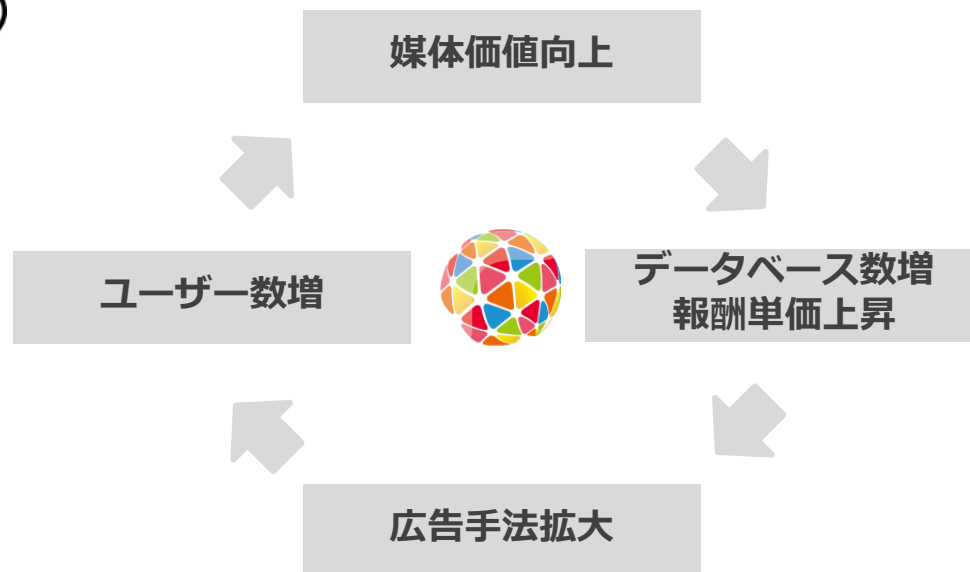 媒体価値向上
ユーザー数増
データベース数増
報酬単価上昇
広告手法拡大